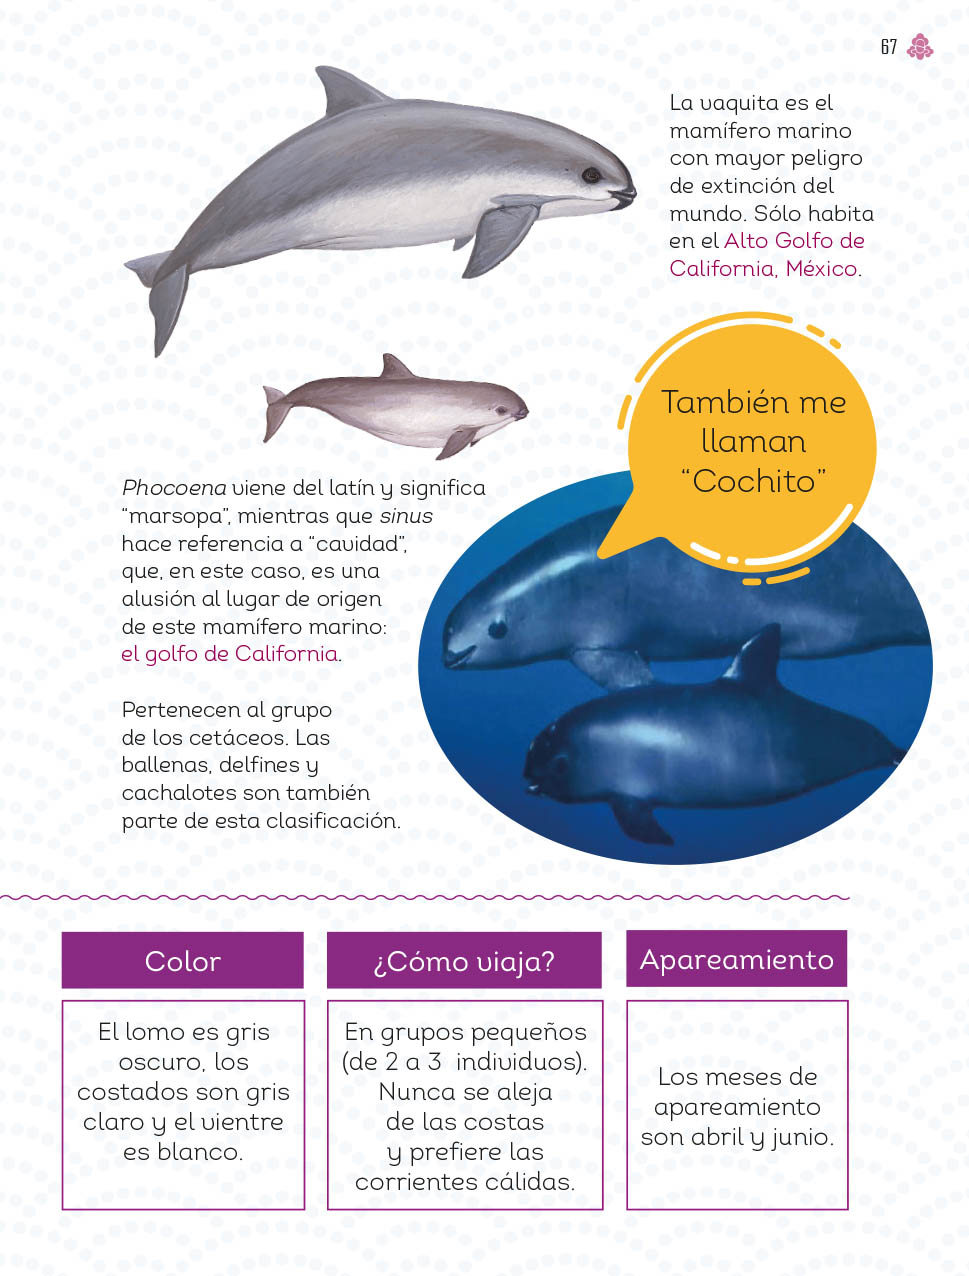 67
La vaquita es el
mamífero marino
con mayor peligro
de extinción del
mundo. Sólo habita
en el Alto Golfo de
California, México.
También me
llaman
“Cochito”
Phocoena viene del latín y significa
“marsopa”, mientras que sinus
hace referencia a “cavidad”,
que, en este caso, es una
alusión al lugar de origen
de este mamífero marino:
el golfo de California.
Pertenecen al grupo
de los cetáceos. Las
ballenas, delfines y
cachalotes son también
parte de esta clasificación.
Color
El lomo es gris
oscuro, los
costados son gris
claro y el vientre
es blanco.
¿Cómo viaja?
En grupos pequeños
(de 2 a 3 individuos).
Nunca se aleja
de las costas
y prefiere las
corrientes cálidas.
Apareamiento
Los meses de
apareamiento
son abril y junio.